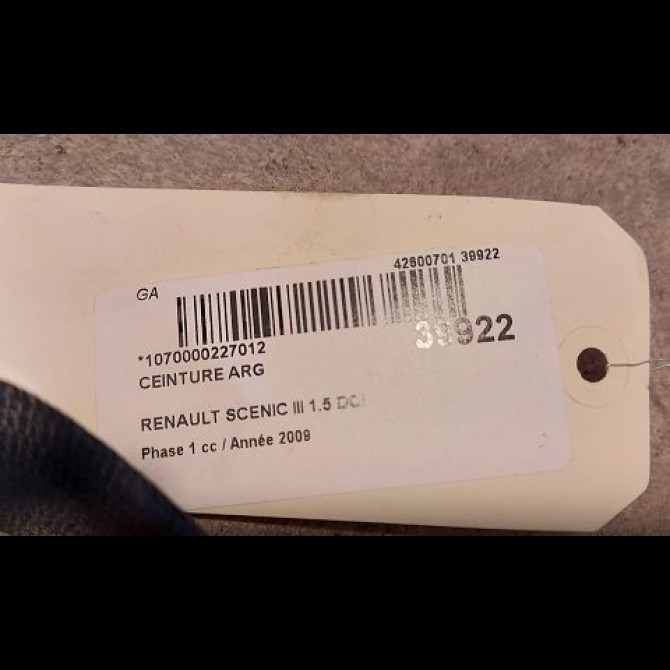 42600701 39922
GA
39922
*1070000227012
CEINTURE ARG
RENAULT SCENIC III 1.5 DCI
Phase 1 cc / Année 2009